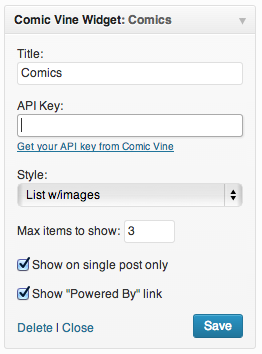 Comic Vine Widget: Comics
Title:
Comics
API Key:
Get your API key from Comic Vine
Style:
List w/images
Max items to show: 3
Show on single post only
Show "Powered By" link
Delete | Close Save